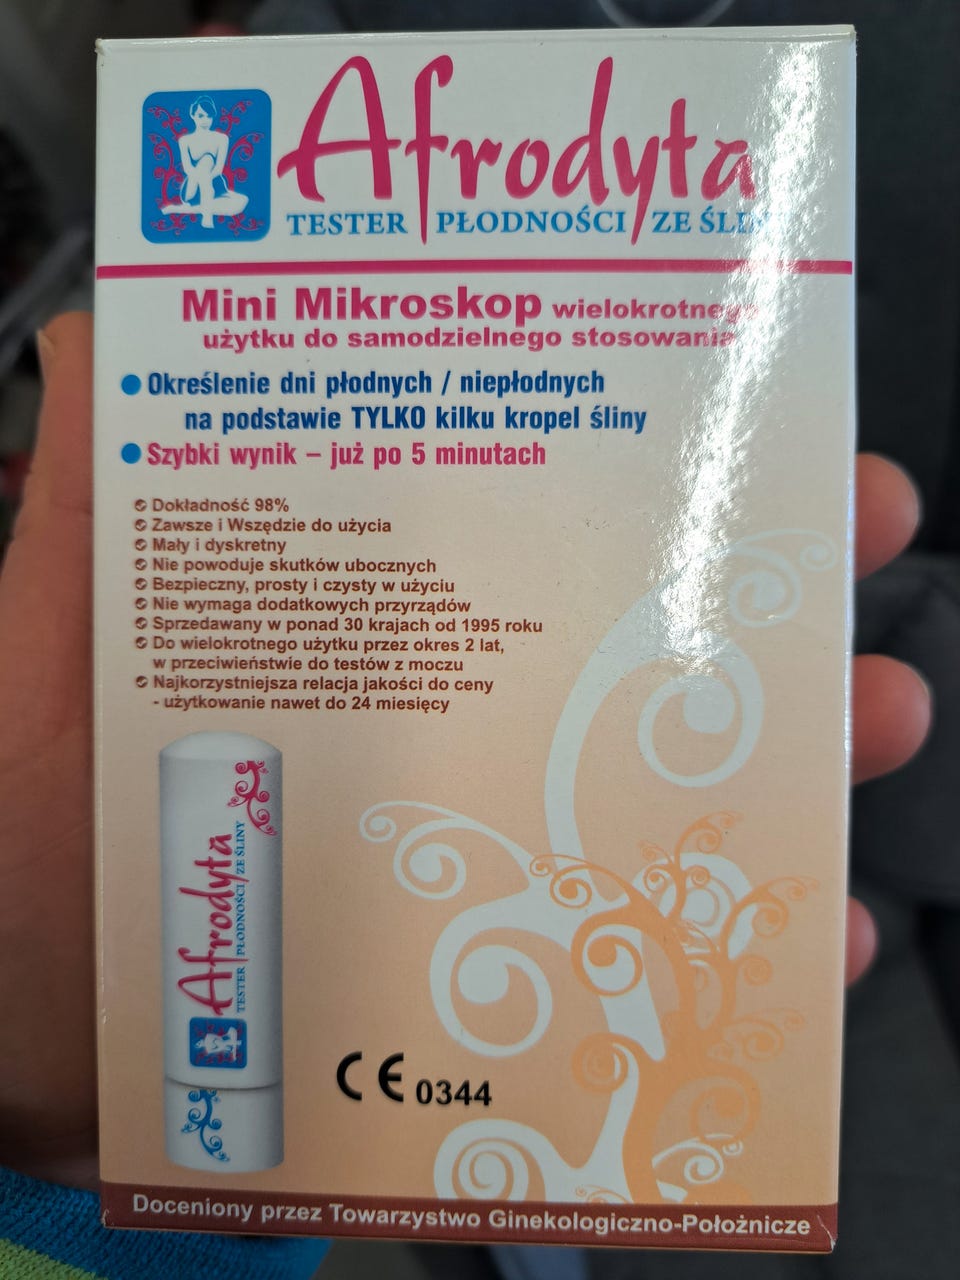 Afrodyta
TESTER PŁODNOŚCI ZE ŚLINY
Mini Mikroskop wielokrotnego
użytku do samodzielnego stosowania
Określenie dni płodnych / niepłodnych
na podstawie TYLKO kilku kropel śliny
Szybki wynik – już po 5 minutach
Dokładność 98%
Zawsze i Wszędzie do użycia
Mały i dyskretny
Nie powoduje skutków ubocznych
Bezpieczny, prosty i czysty w użyciu
Nie wymaga dodatkowych przyrządów
Sprzedawany w ponad 30 krajach od 1995 roku
Do wielokrotnego użytku przez okres 2 lat,
w przeciwieństwie do testów z moczu
Najkorzystniejsza relacja jakości do ceny
- użytkowanie nawet do 24 miesięcy
Afrodyta
TESTER PŁODNOŚCI ZE ŚLINY
CE 0344
Doceniony przez Towarzystwo Ginekologiczno-Położnicze